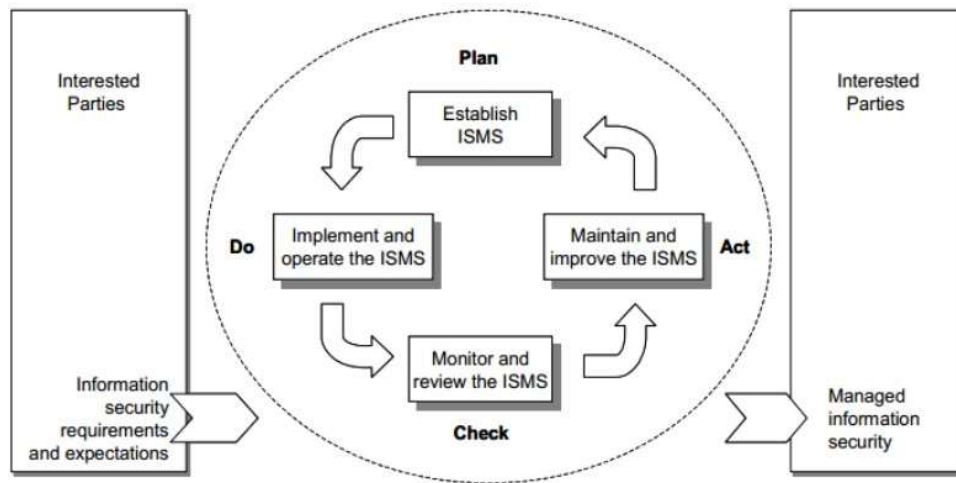 Interested
Parties
Plan
Establish
ISMS
Interested
Parties
Do
Implement and
operate the ISMS
Maintain and
improve the ISMS
Act
Monitor and
review the ISMS
Check
Information
security
requirements
and expectations
Managed
information
security